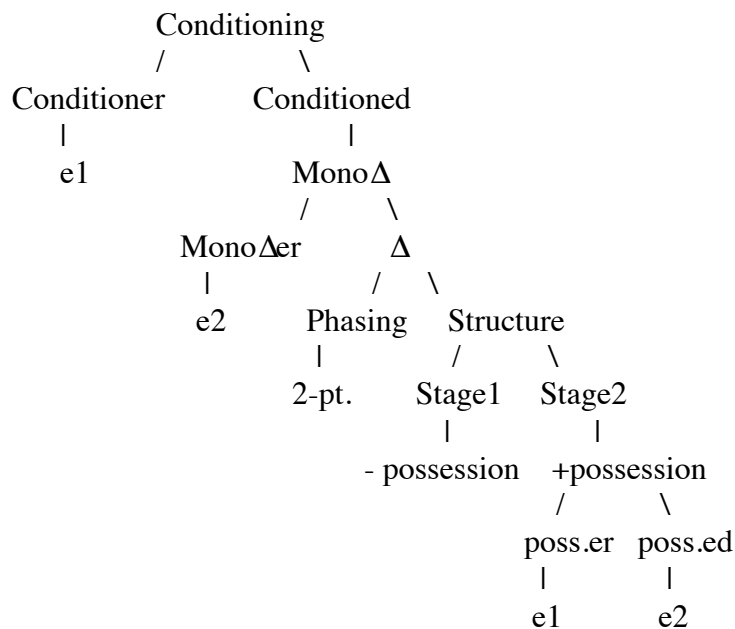 Conditioning
/ \
Conditioner Conditioned
| |
e1 MonoΔ
/ \
MonoΔer Δ
| / \
e2 Phasing Structure
| / \
2-pt. Stage1 Stage2
| |
- possession +possession
/ \
poss.er poss.ed
| |
e1 e2